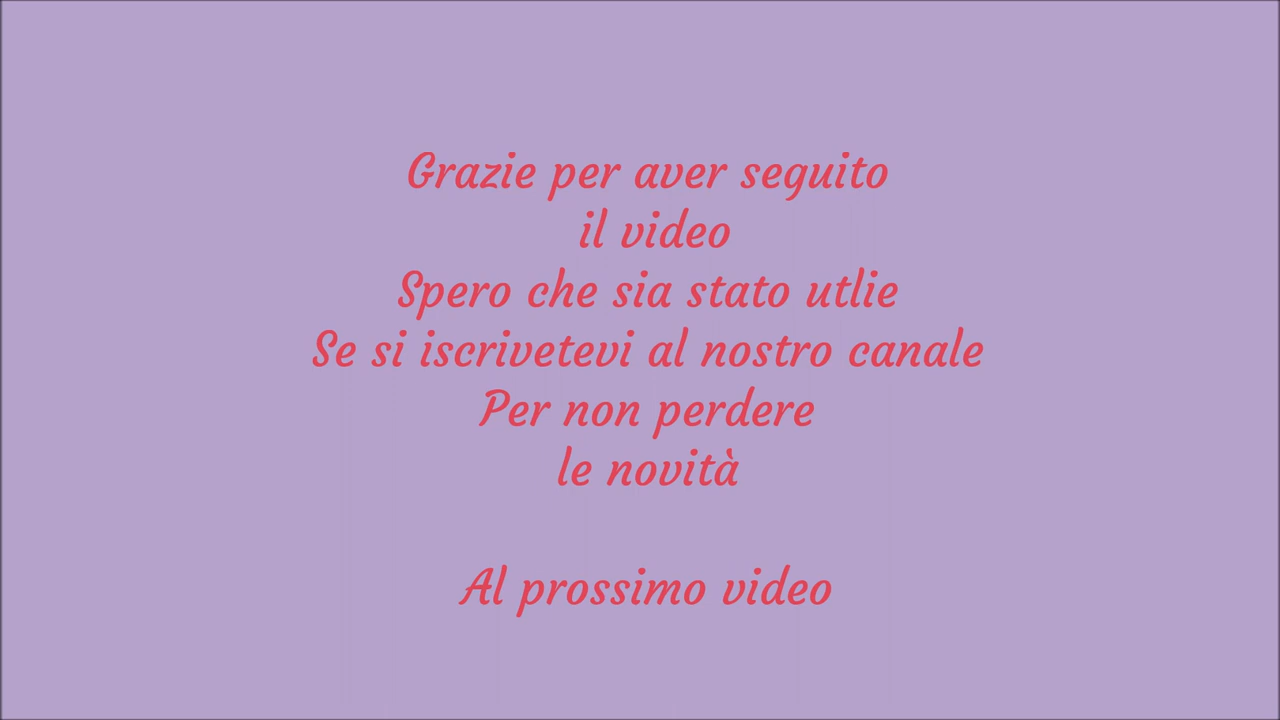 Grazie per aver seguito
il video
Spero che sia stato utlie
Se si iscrivetevi al nostro canale
Per non perdere
le novità
Al prossimo video